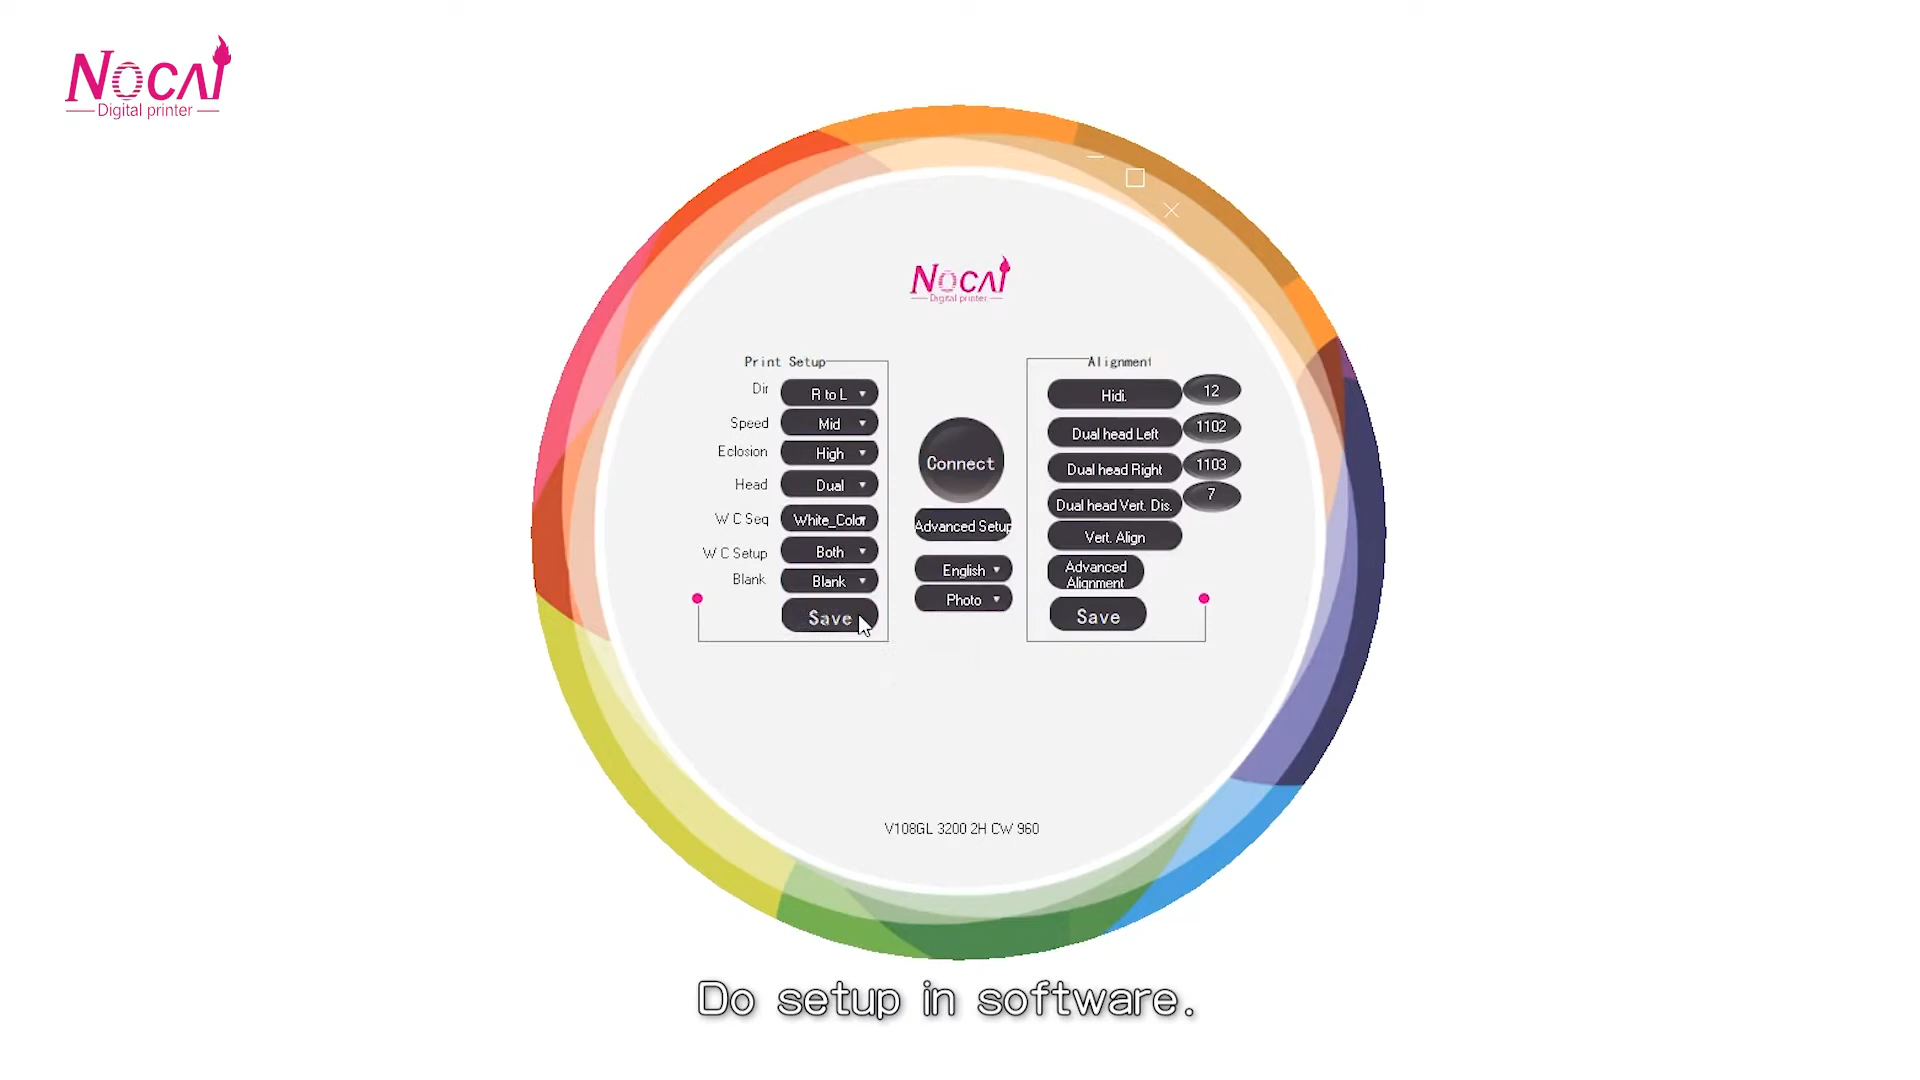 NOCAI
Digital printer
NOCAI
Digital printer
Print Setup
Dir R to L
Speed Mid
Eclosion High
Head Dual
W C Seq White_Color
W C Setup Both
Blank Blank
Save
Connect
Advanced Setup
English
Photo
Alignment
Hidi. 12
Dual head Left 1102
Dual head Right 1103
Dual head Vert. Dis. 7
Vert. Align
Advanced
Alignment
Save
V108GL 3200 2H CW 960
Do setup in software.